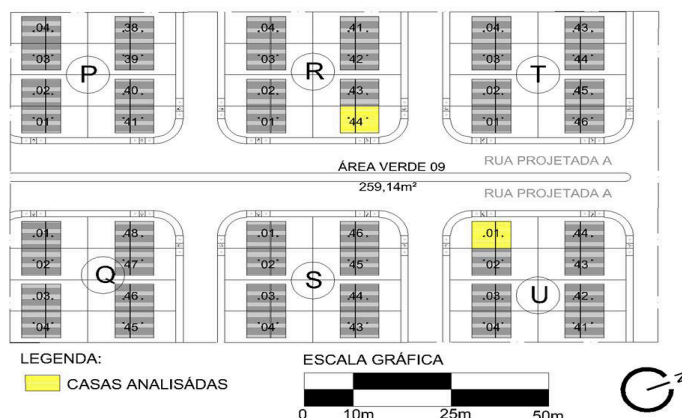 .04. 38. .04. 41. .04. 43.
P R T
03 39 03 42 03 44
.02. 40. .02. 43. .02. 45.
01 41 01 44 01 46
ÁREA VERDE 09 RUA PROJETADA A
259,14m² RUA PROJETADA A
.01. 48. .01. 46. .01. 44.
02 47 02 45 02 43
Q S U
.03. 46. .03. 44. .03. 42.
04 45 04 43 04 41
LEGENDA: ESCALA GRÁFICA
CASAS ANALISÁDAS
0 10m 25m 50m